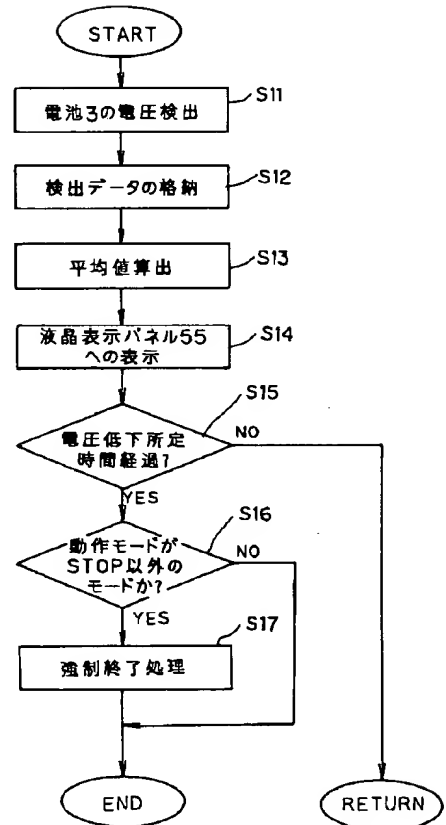 START
電池3の電圧検出
S11
検出データの格納
S12
平均値算出
S13
液晶表示パネル55
への表示
S14
電圧低下所定
時間経過?
S15
NO
YES
動作モードが
STOP以外の
モードか?
S16
NO
YES
強制終了処理
S17
END
RETURN